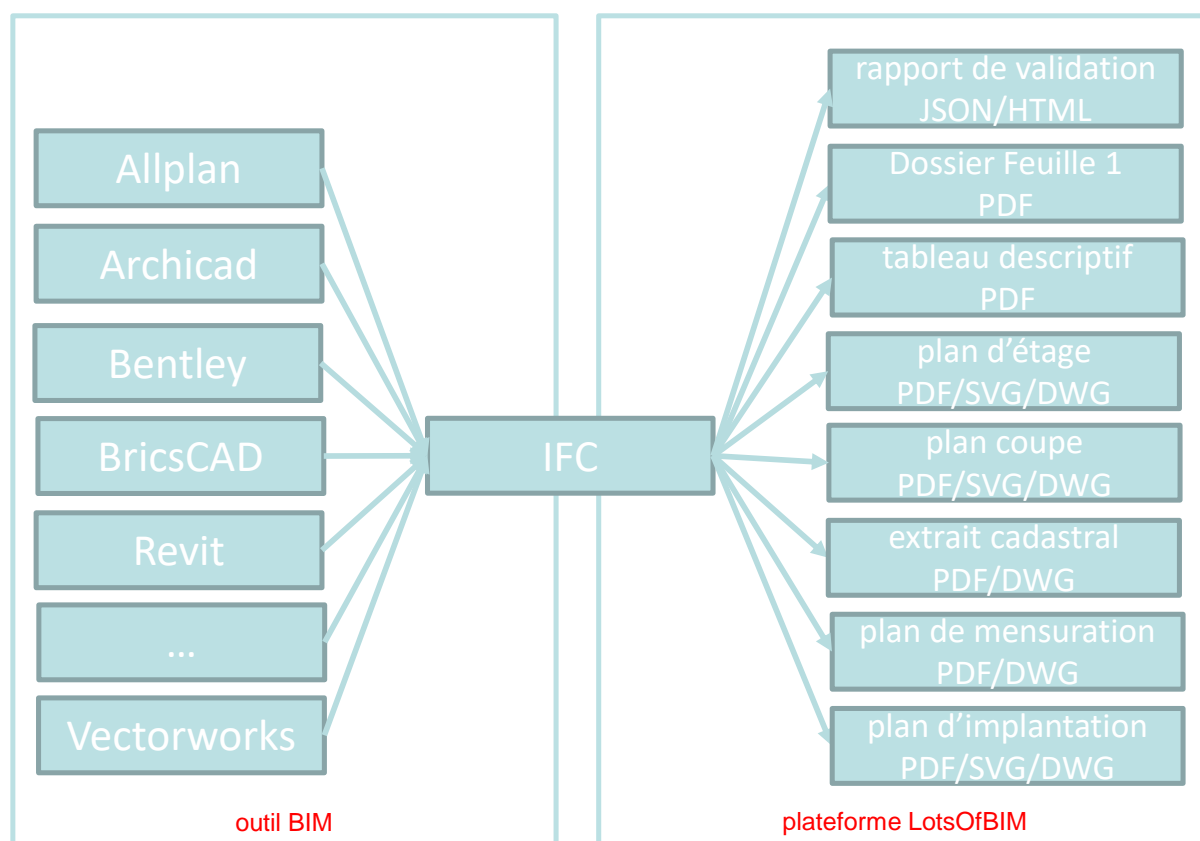 Allplan
Archicad
Bentley
BricsCAD
Revit
...
Vectorworks
outil BIM
IFC
rapport de validation
JSON/HTML
Dossier Feuille 1
PDF
tableau descriptif
PDF
plan d’étage
PDF/SVG/DWG
plan coupe
PDF/SVG/DWG
extrait cadastral
PDF/DWG
plan de mensuration
PDF/DWG
plan d’implantation
PDF/SVG/DWG
plateforme LotsOfBIM